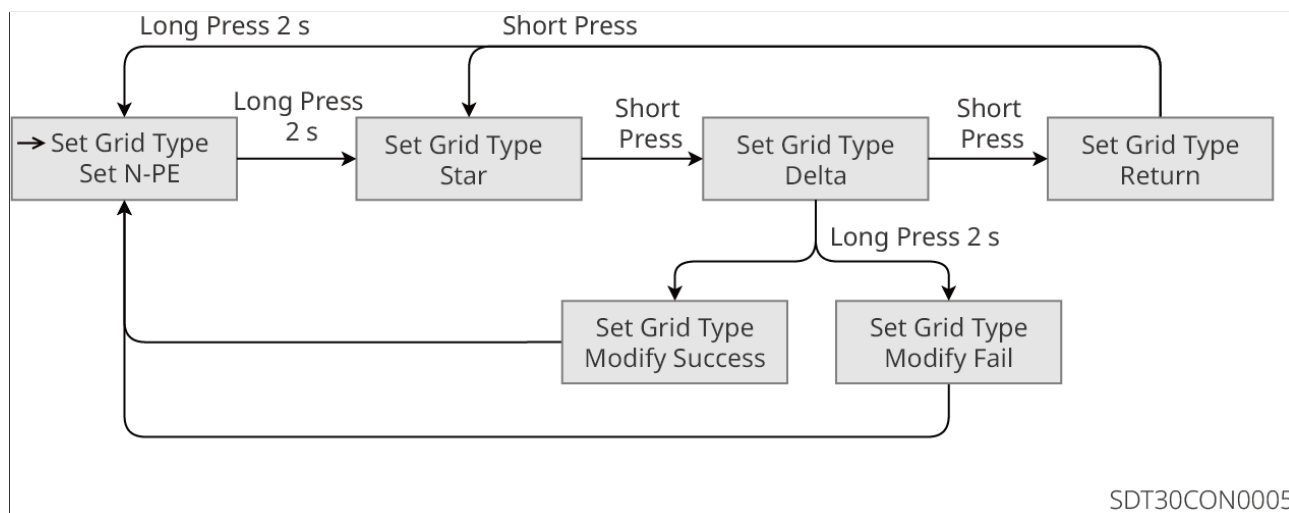 Long Press 2 s
Short Press
Long Press
2 s
Short
Press
Short
Press
→ Set Grid Type
Set N-PE
Set Grid Type
Star
Set Grid Type
Delta
Set Grid Type
Return
Long Press 2 s
Set Grid Type
Modify Success
Set Grid Type
Modify Fail
SDT30CON0005